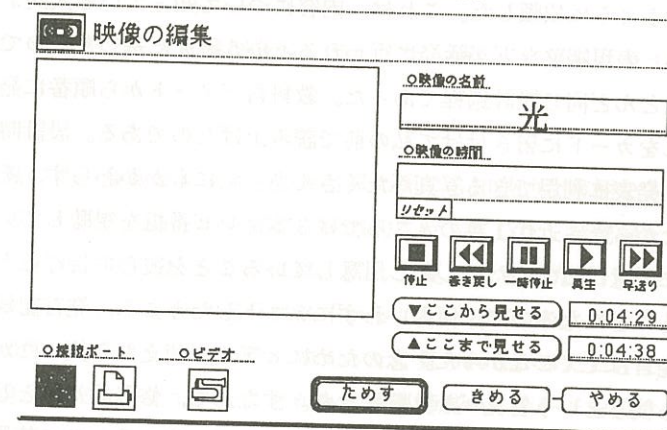 映像の編集
○映像の名前
光
○映像の時間
リセット
停止 巻き戻し 一時停止 再生 早送り
▼ここから見せる 0:04:29
▲ここまで見せる 0:04:38
○接続ポート ○ビデオ
ためす きめる やめる